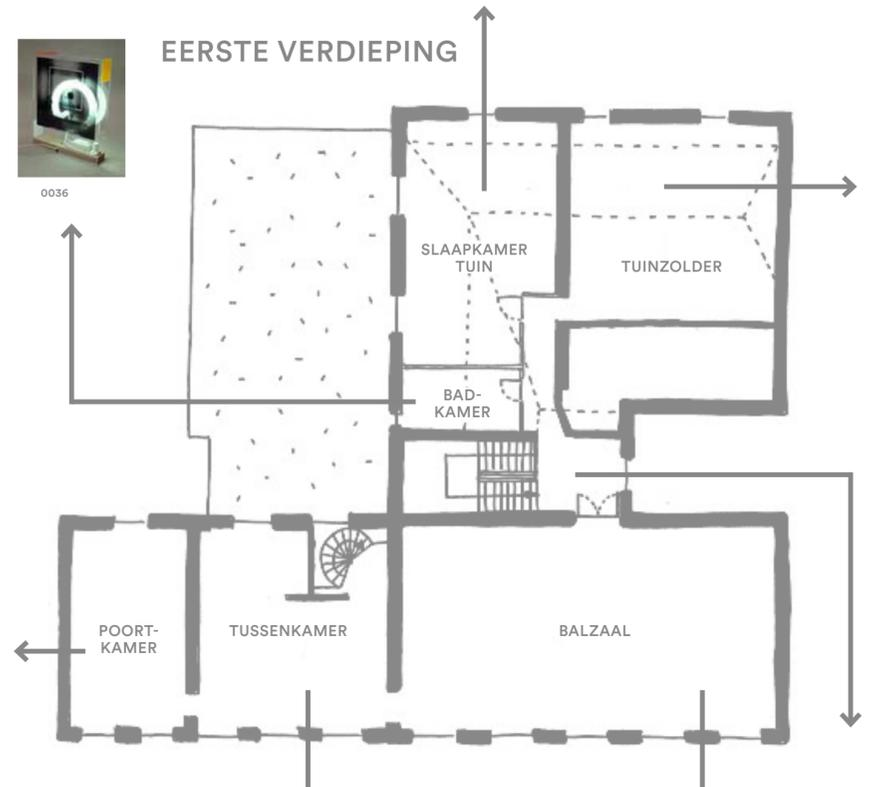 EERSTE VERDIEPING
0036
SLAAPKAMER
TUIN
TUINZOLDER
BAD-
KAMER
POORT-
KAMER
TUSSENKAMER
BALZAAL